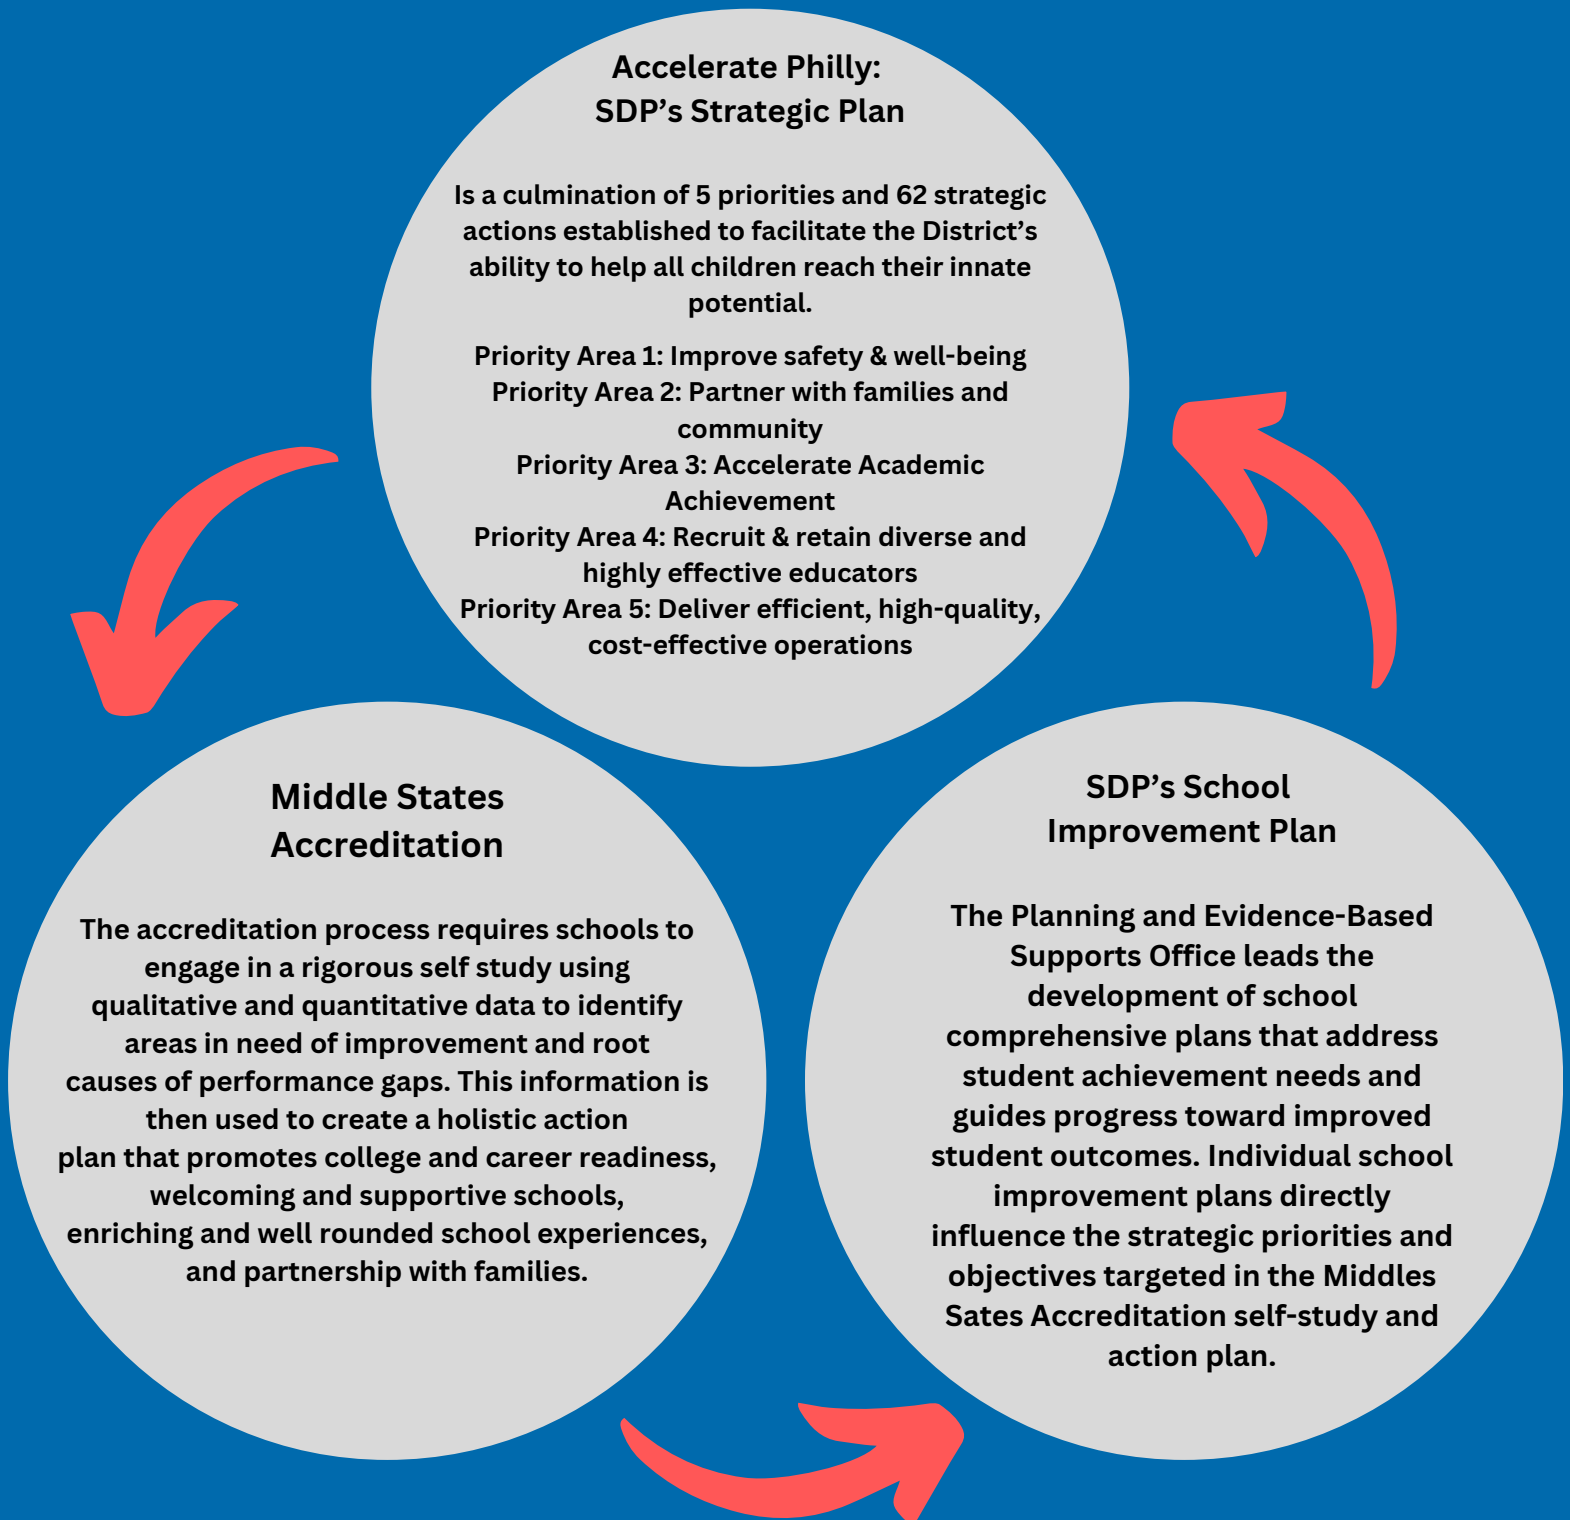 Accelerate Philly:
SDP’s Strategic Plan
Is a culmination of 5 priorities and 62 strategic
actions established to facilitate the District’s
ability to help all children reach their innate
potential.
Priority Area 1: Improve safety & well-being
Priority Area 2: Partner with families and
community
Priority Area 3: Accelerate Academic
Achievement
Priority Area 4: Recruit & retain diverse and
highly effective educators
Priority Area 5: Deliver efficient, high-quality,
cost-effective operations
Middle States
Accreditation
The accreditation process requires schools to
engage in a rigorous self study using
qualitative and quantitative data to identify
areas in need of improvement and root
causes of performance gaps. This information is
then used to create a holistic action
plan that promotes college and career readiness,
welcoming and supportive schools,
enriching and well rounded school experiences,
and partnership with families.
SDP’s School
Improvement Plan
The Planning and Evidence-Based
Supports Office leads the
development of school
comprehensive plans that address
student achievement needs and
guides progress toward improved
student outcomes. Individual school
improvement plans directly
influence the strategic priorities and
objectives targeted in the Middles
Sates Accreditation self-study and
action plan.